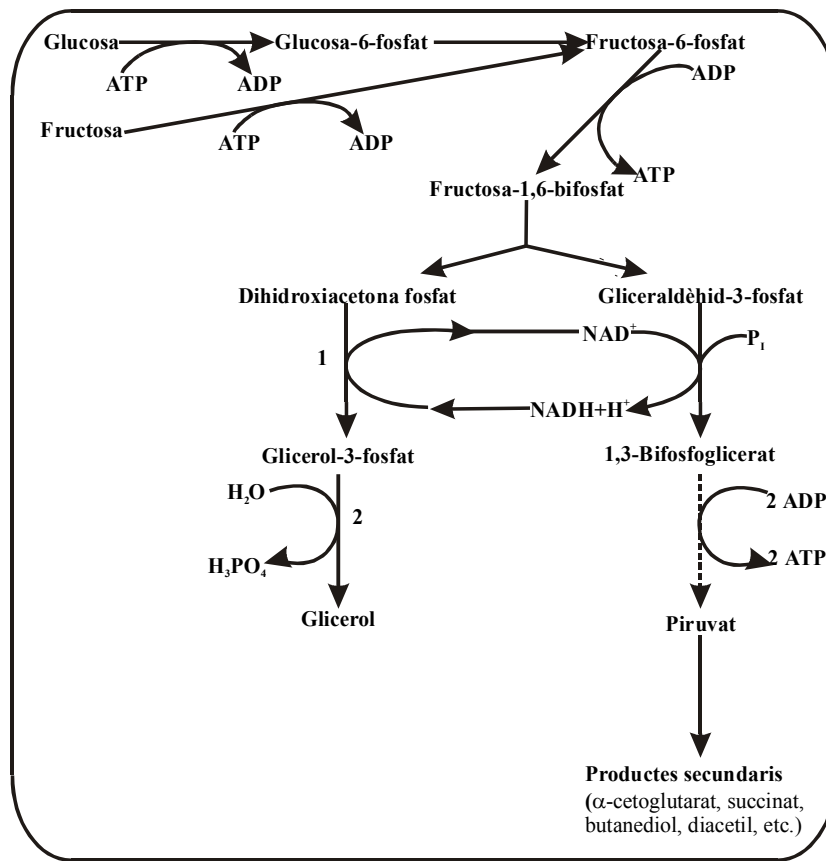 Glucosa Glucosa-6-fosfat Fructosa-6-fosfat
ATP ADP ADP
Fructosa ATP ADP
ATP
Fructosa-1,6-bifosfat
Dihidroxiacetona fosfat Gliceraldèhid-3-fosfat
NAD⁺ Pᵢ
1
NADH+H⁺
Glicerol-3-fosfat 1,3-Bifosfoglicerat
H₂O 2 2 ADP
H₃PO₄ 2 ATP
Glicerol Piruvat
Productes secundaris
(α-cetoglutarat, succinat,
butanediol, diacetil, etc.)